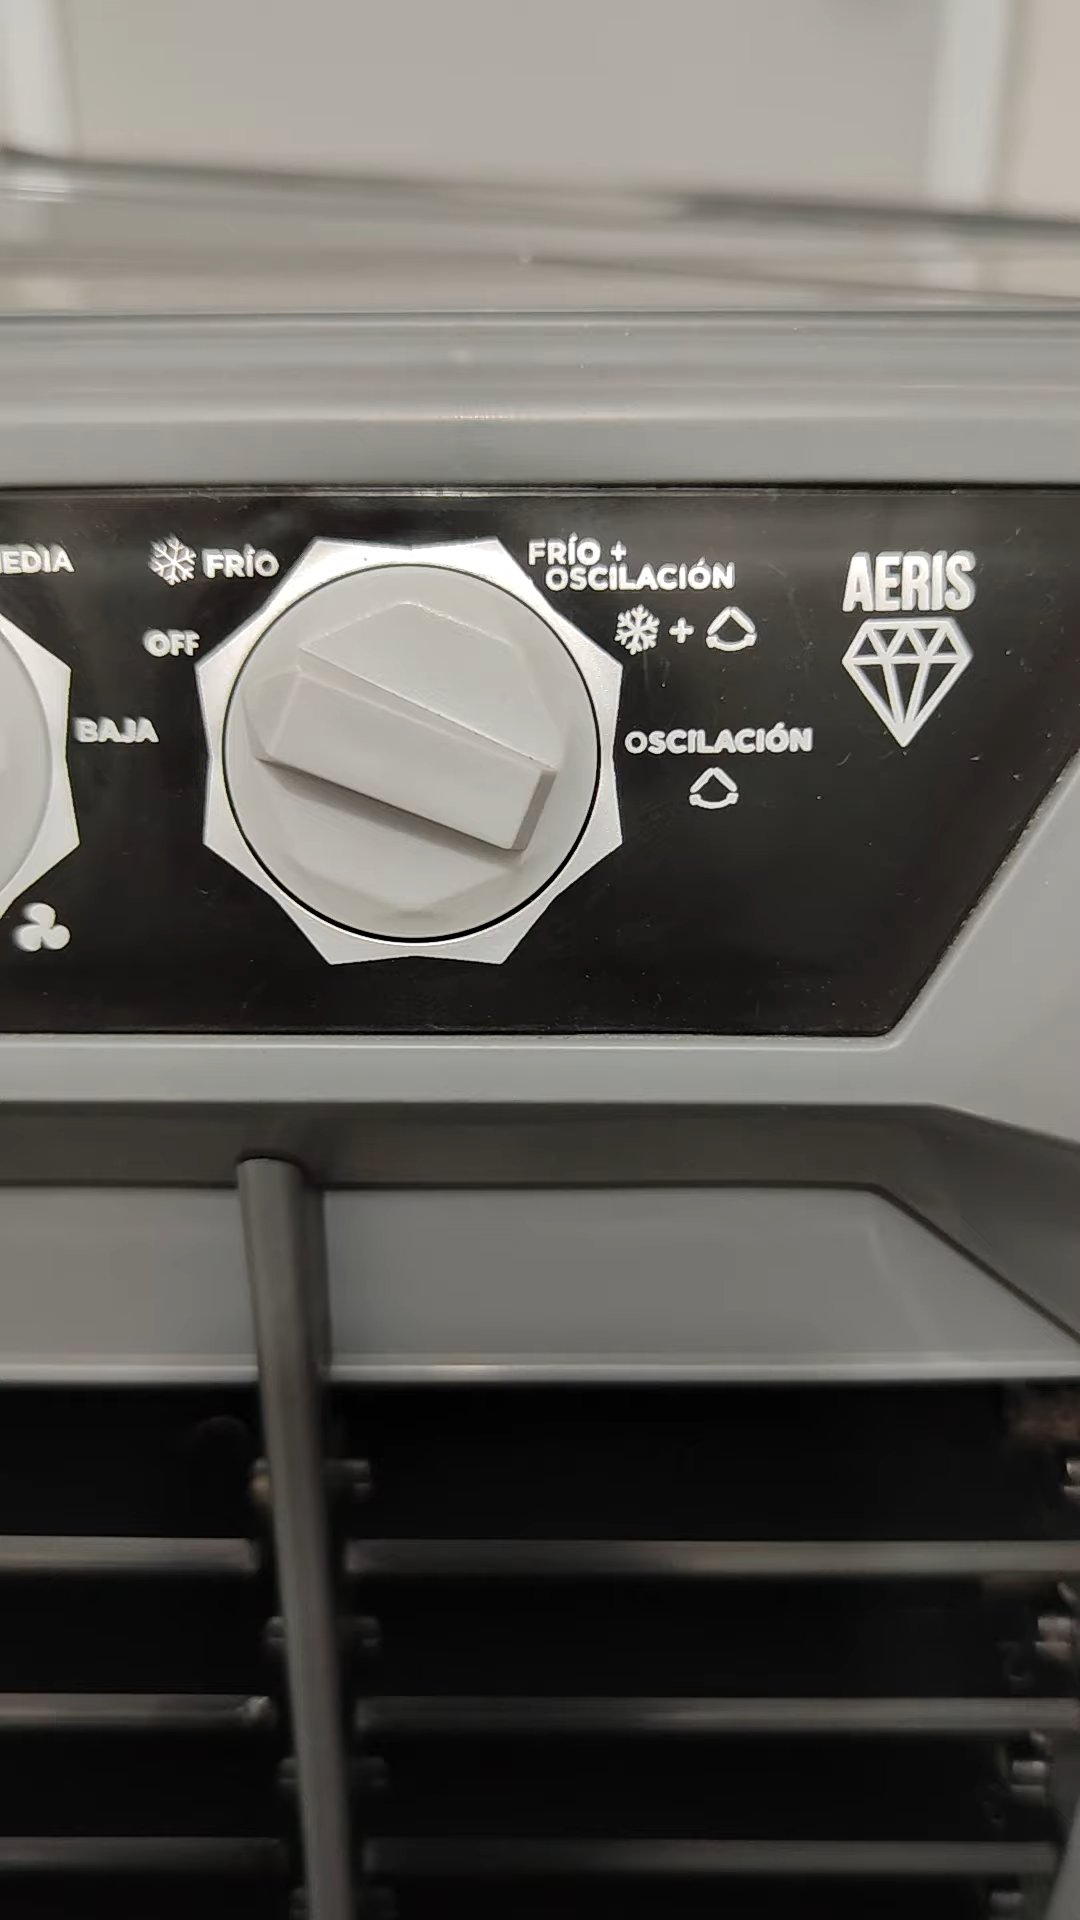 EDIA
FRÍO
OFF
BAJA
FRÍO +
OSCILACIÓN
+
OSCILACIÓN
AERIS